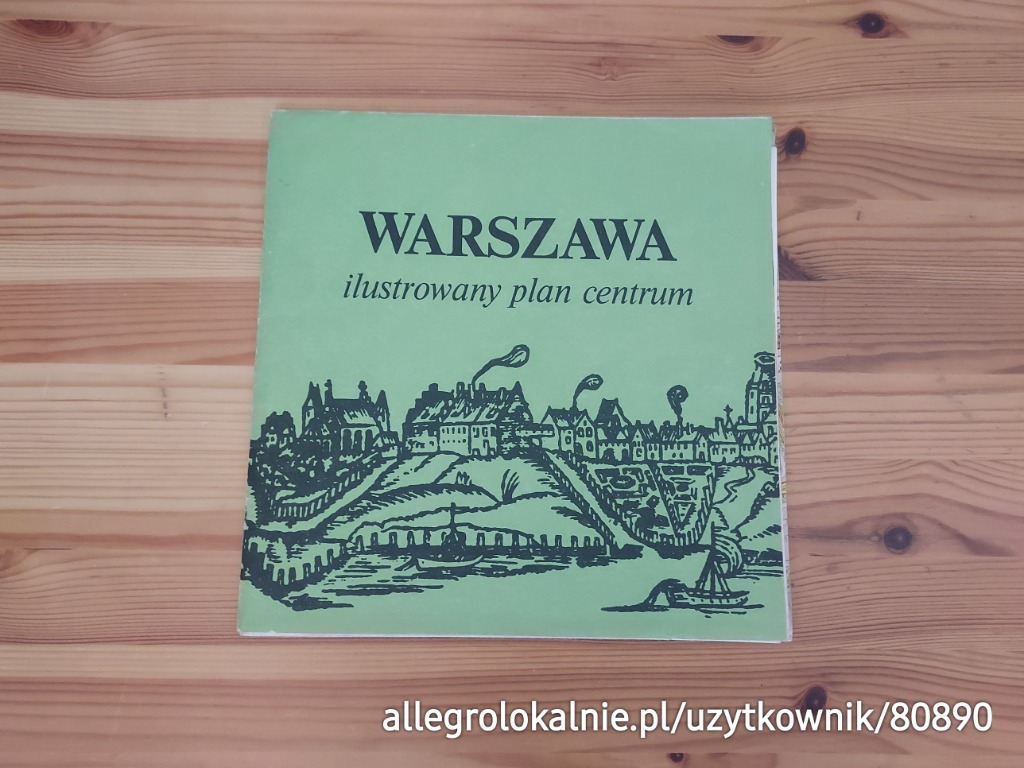 WARSZAWA
ilustrowany plan centrum
allegrolokalnie.pl/uzytkownik/80890